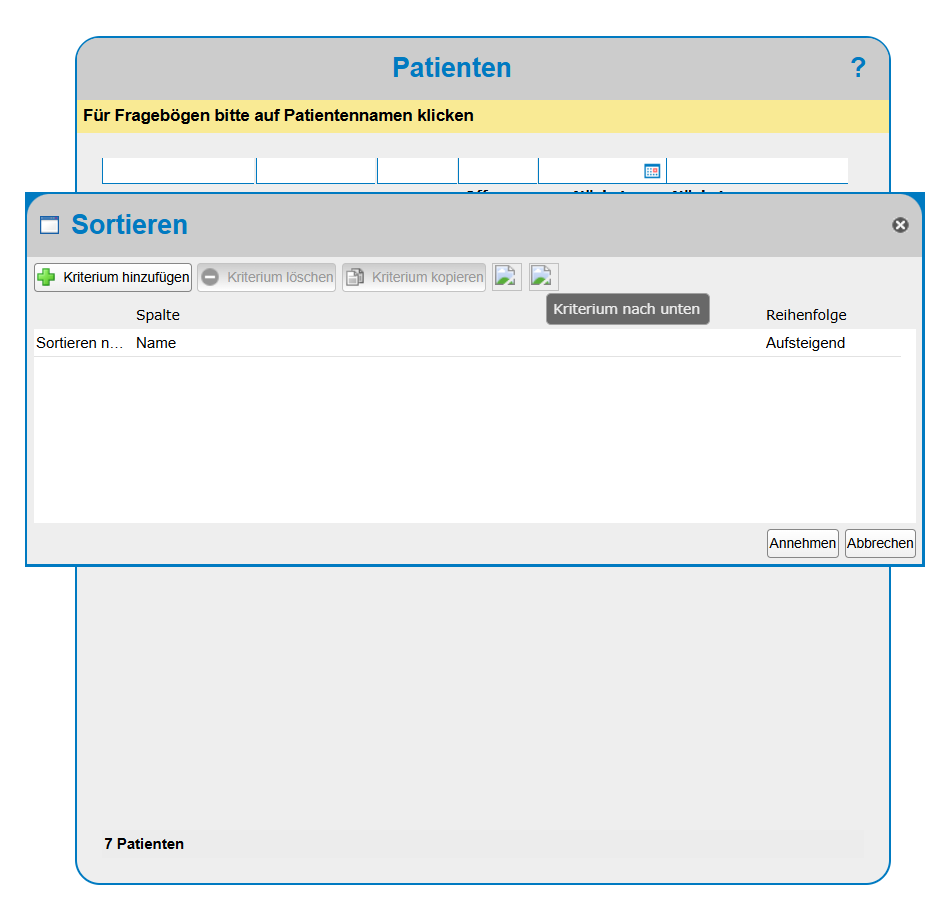 Patienten ?
Für Fragebögen bitte auf Patientennamen klicken
Sortieren
Kriterium hinzufügen Kriterium löschen Kriterium kopieren
Kriterium nach unten
Spalte Reihenfolge
Sortieren n... Name Aufsteigend
Annehmen Abbrechen
7 Patienten